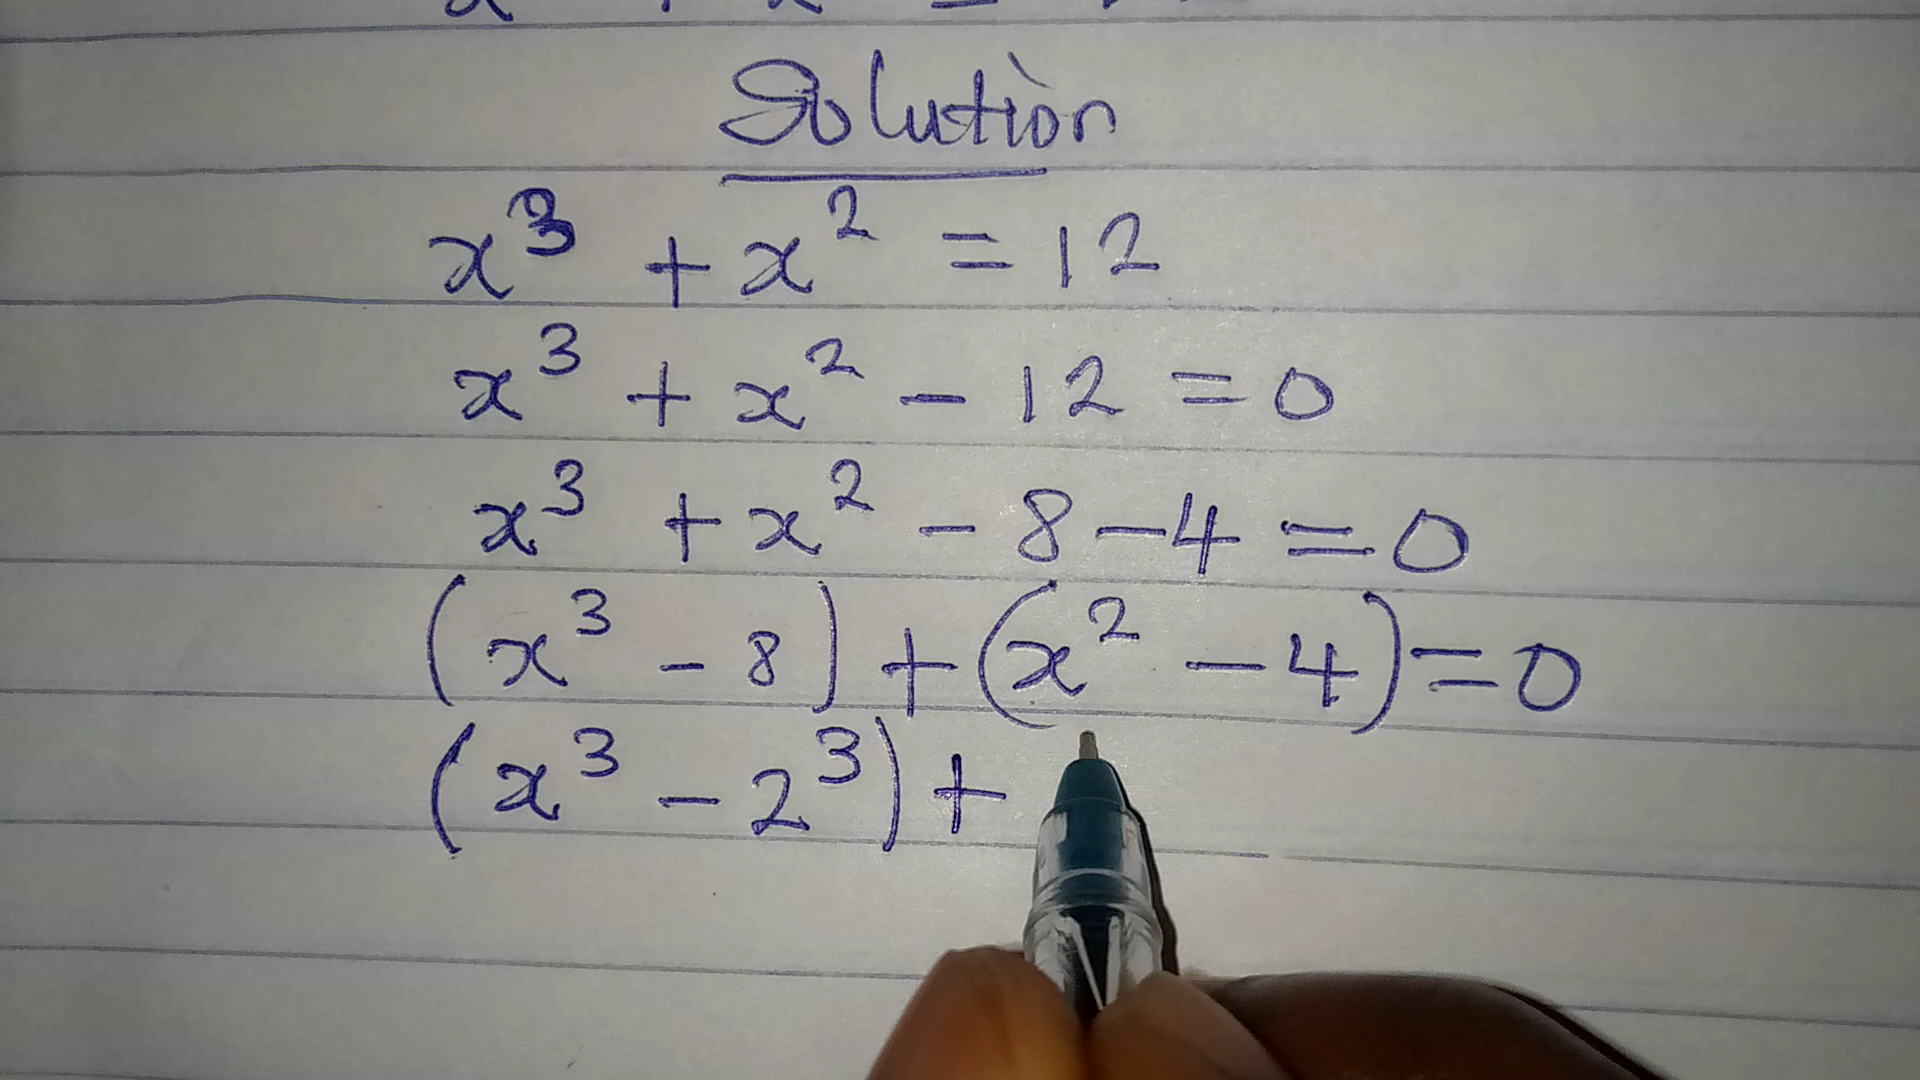 Solution
x³ + x² = 12
x³ + x² - 12 = 0
x³ + x² - 8 - 4 = 0
(x³ - 8) + (x² - 4) = 0
(x³ - 2³) +